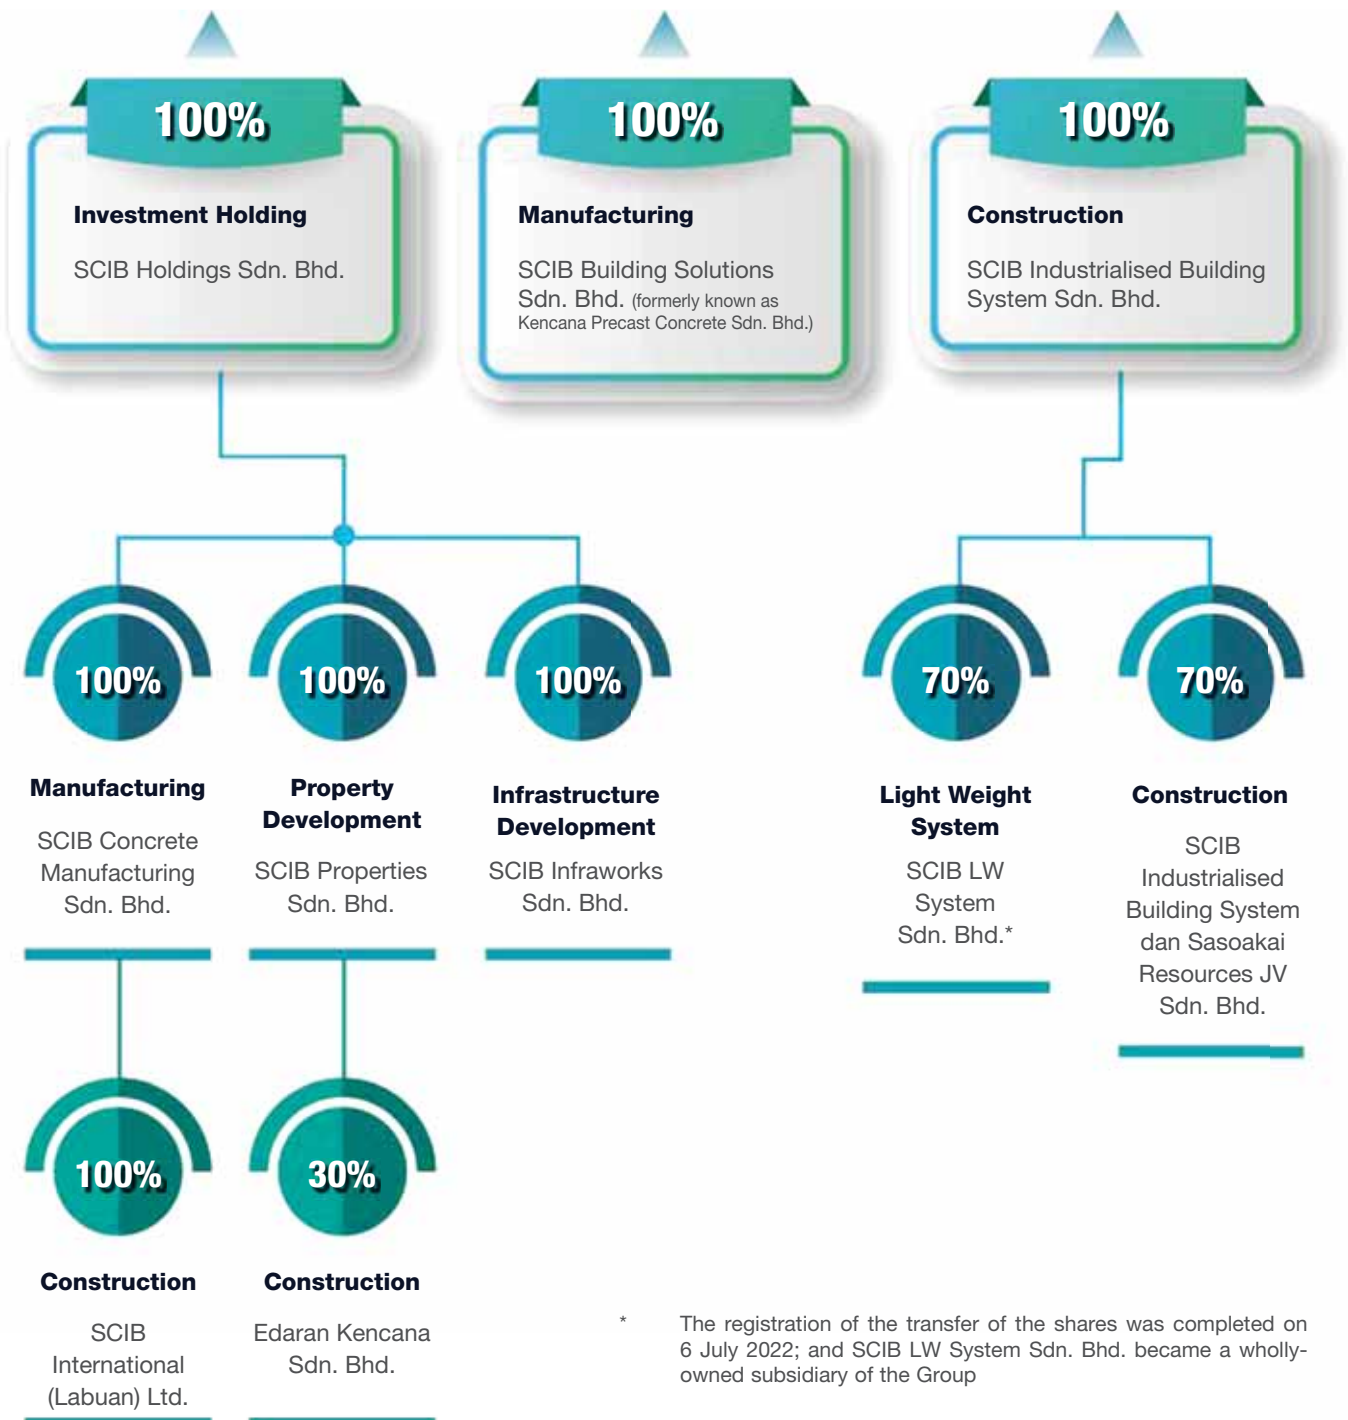 100%
Investment Holding
SCIB Holdings Sdn. Bhd.
100%
Manufacturing
SCIB Building Solutions
Sdn. Bhd. (formerly known as
Kencana Precast Concrete Sdn. Bhd.)
100%
Construction
SCIB Industrialised Building
System Sdn. Bhd.
100%
Manufacturing
SCIB Concrete
Manufacturing
Sdn. Bhd.
100%
Property
Development
SCIB Properties
Sdn. Bhd.
100%
Infrastructure
Development
SCIB Infraworks
Sdn. Bhd.
70%
Light Weight
System
SCIB LW
System
Sdn. Bhd.*
70%
Construction
SCIB
Industrialised
Building System
dan Sasoakai
Resources JV
Sdn. Bhd.
100%
Construction
SCIB
International
(Labuan) Ltd.
30%
Construction
Edaran Kencana
Sdn. Bhd.
* The registration of the transfer of the shares was completed on
6 July 2022; and SCIB LW System Sdn. Bhd. became a wholly-
owned subsidiary of the Group